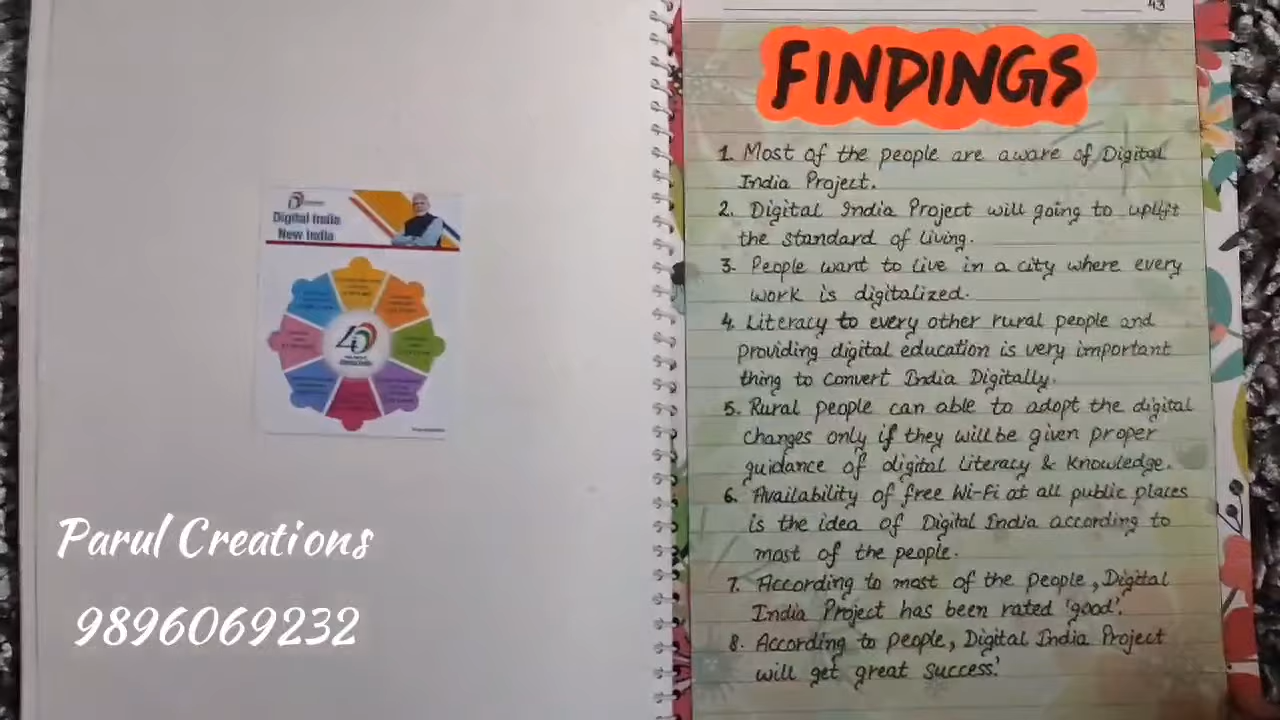 Digital India
New India
Parul Creations
9896069232
43
FINDINGS
1. Most of the people are aware of Digital
India Project.
2. Digital India Project will going to uplift
the standard of living.
3. People want to live in a city where every
work is digitalized.
4. Literacy to every other rural people and
providing digital education is very important
thing to convert India Digitally.
5. Rural people can able to adopt the digital
changes only if they will be given proper
guidance of digital literacy & knowledge.
6. Availability of free Wi-Fi at all public places
is the idea of Digital India according to
most of the people.
7. According to most of the people, Digital
India Project has been rated 'good'.
8. According to people, Digital India Project
will get great success'.